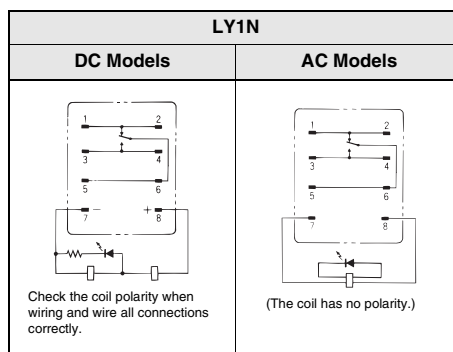 LY1N
DC Models
AC Models
1 2
3 4
5 6
7 − + 8
Check the coil polarity when
wiring and wire all connections
correctly.
1 2
3 4
5 6
7 8
(The coil has no polarity.)